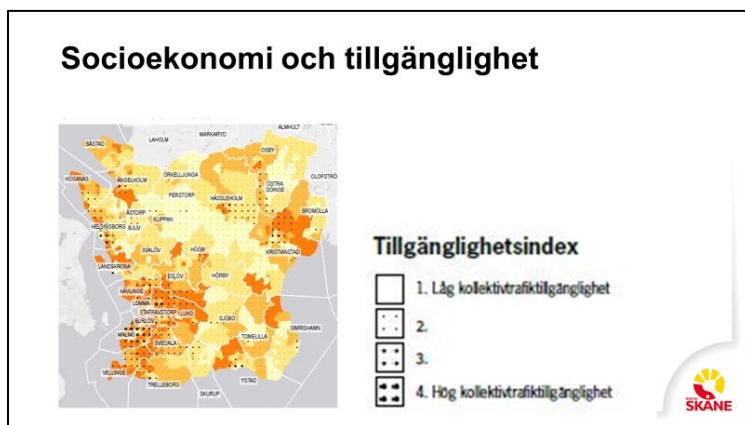 Socioekonomi och tillgänglighet
ÄLMHULT
MARKARYD
LAHOLM
BÅSTAD
OSBY
ÖRKELLJUNGA
OLOFSTRÖ
HÖGANÄS
ÄNGELHOLM
ÖSTRA GÖINGE
PERSTORP
HÄSSLEHOLM
BROMÖLLA
ÅSTORP
KLIPPAN
HELSINGBORG
BJUV
KRISTIANSTAD
SVALÖV
HÖÖR
LANDSKRONA
ESLÖV
HÖRBY
KÄVLINGE
LOMMA
STAFFANSTORP
LUND
BURLÖV
SJÖBO
MALMÖ
SIMRISHAMN
SVEDALA
TOMELILLA
VELLINGE
TRELLEBORG
YSTAD
SKURUP
Tillgänglighetsindex
1. Låg kollektivtrafiktillgänglighet
2.
3.
4. Hög kollektivtrafiktillgänglighet
SKÅNE